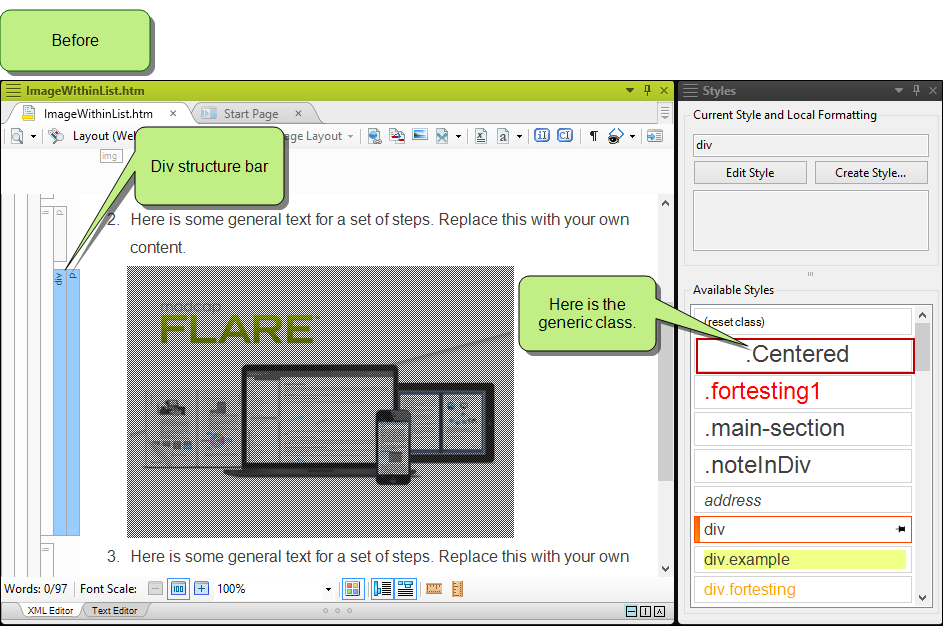 Before
ImageWithinList.htm
ImageWithinList.htm
Start Page
Layout (We
age Layout
img
Div structure bar
2. Here is some general text for a set of steps. Replace this with your own
content.
p
div
p
FLARE
Here is the
generic class.
3. Here is some general text for a set of steps. Replace this with your own
Words: 0/97
Font Scale:
100
100%
XML Editor
Text Editor
Styles
Current Style and Local Formatting
div
Edit Style
Create Style...
Available Styles
(reset class)
.Centered
.fortesting1
.main-section
.noteInDiv
address
div
div.example
div.fortesting